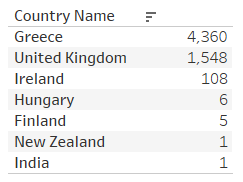 Country Name
Greece 4,360
United Kingdom 1,548
Ireland 108
Hungary 6
Finland 5
New Zealand 1
India 1